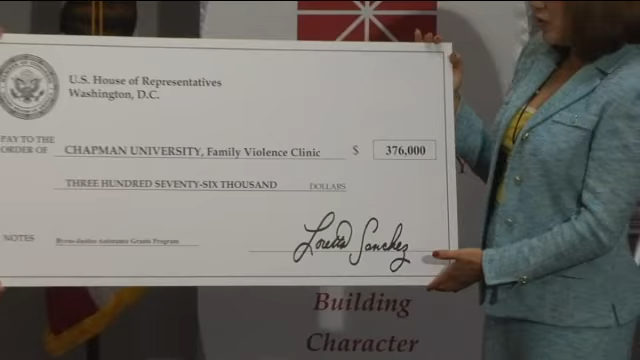 U.S. House of Representatives
Washington, D.C.
PAY TO THE
ORDER OF CHAPMAN UNIVERSITY, Family Violence Clinic $ 376,000
THREE HUNDRED SEVENTY-SIX THOUSAND DOLLARS
NOTES Byrne-Justice Assistance Grants Program
Loretta Sanchez
Building
Character